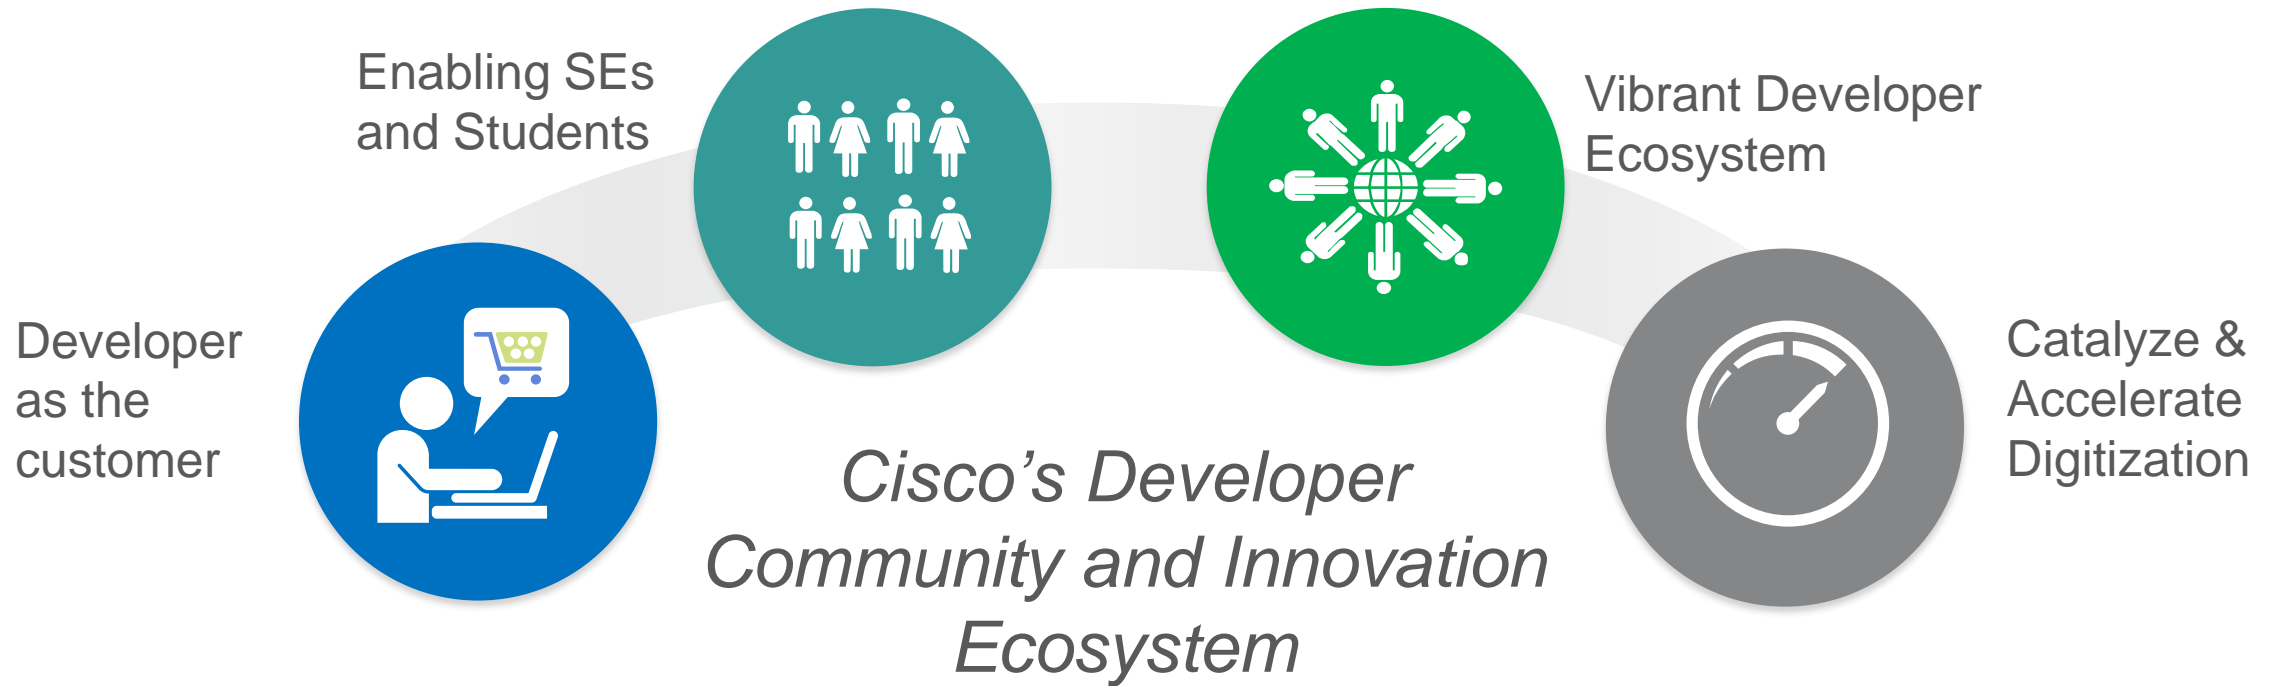 Enabling SEs
and Students
Vibrant Developer
Ecosystem
Developer
as the
customer
Catalyze &
Accelerate
Digitization
Cisco’s Developer
Community and Innovation
Ecosystem